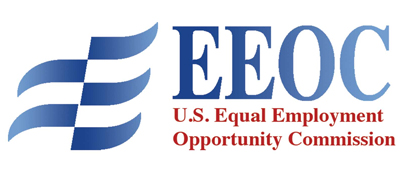 EEOC
U.S. Equal Employment
Opportunity Commission